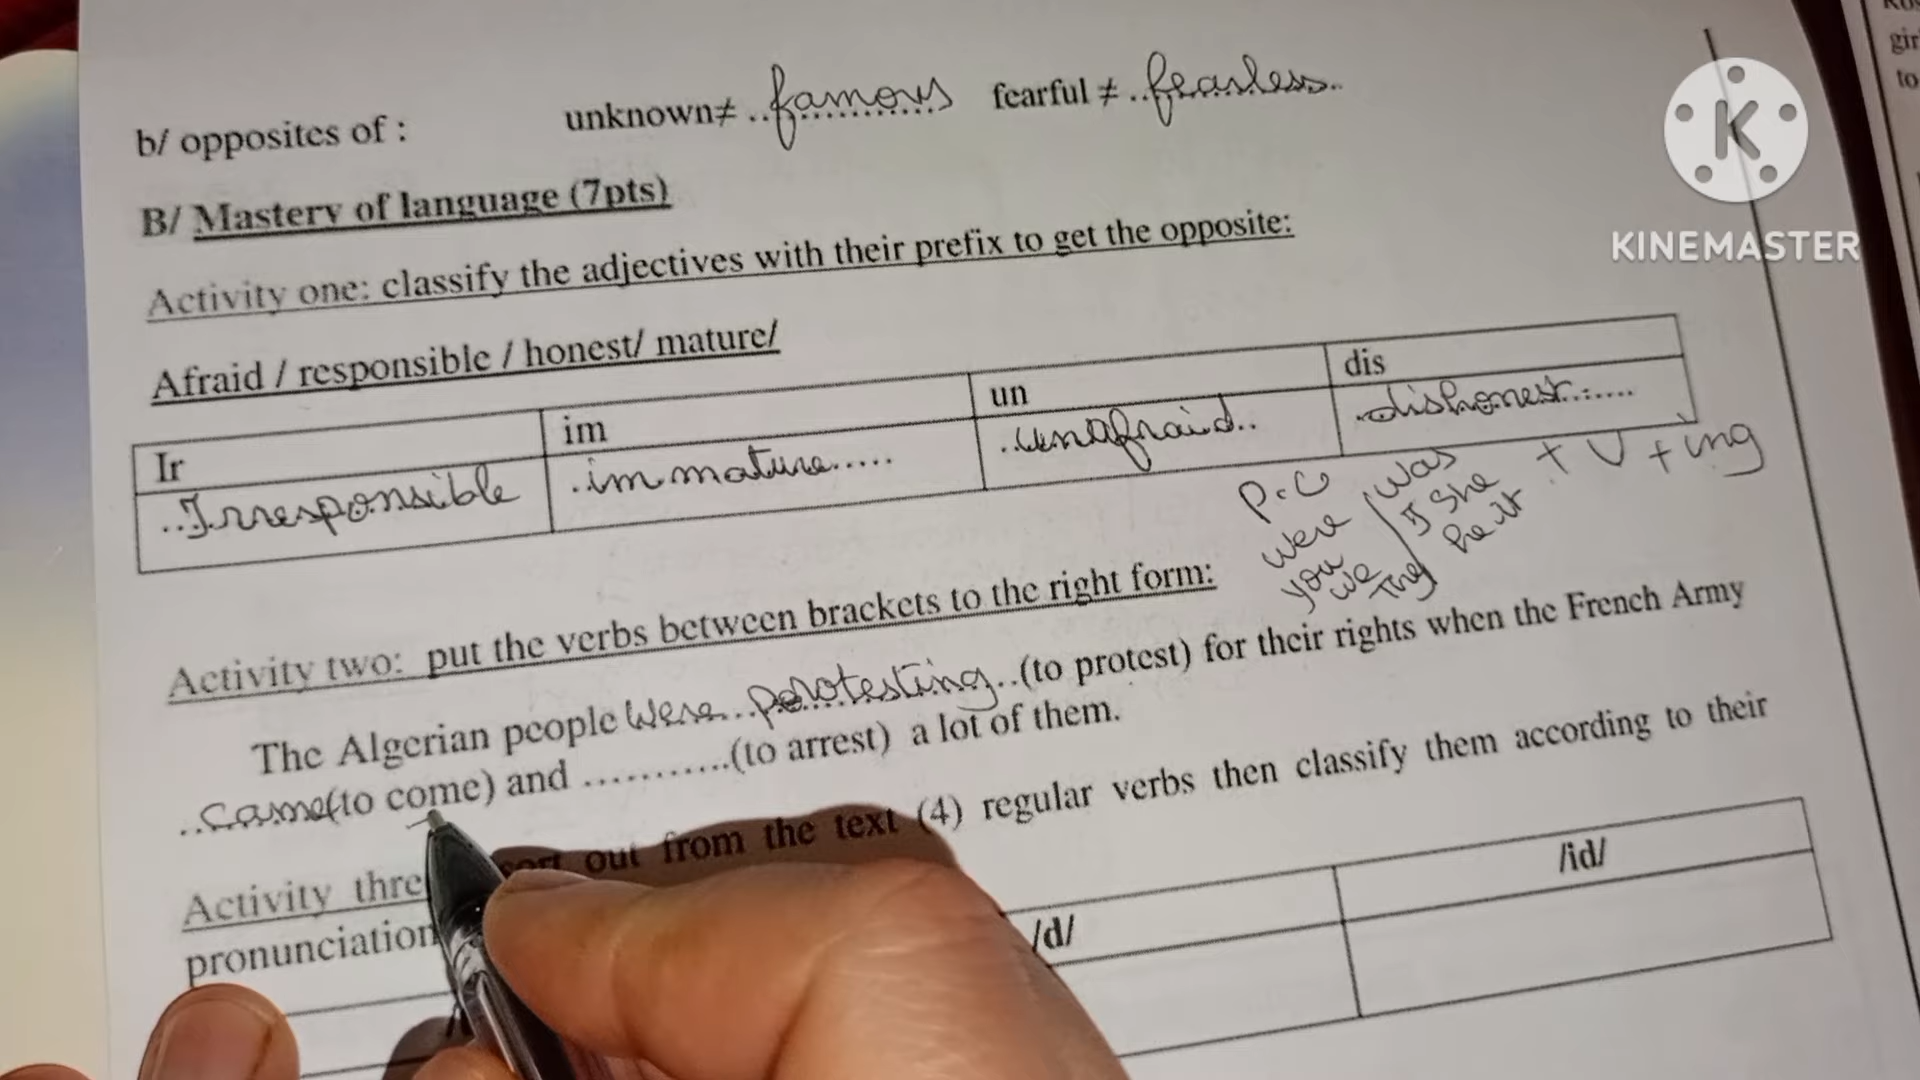 b/ opposites of : unknown≠ ..famous fearful ≠ ..fearless..
B/ Mastery of language (7pts)
Activity one: classify the adjectives with their prefix to get the opposite:
Afraid / responsible / honest/ mature/
Ir im un dis
..Irresponsible .immature..... ..unafraid.. .dishonest.......
P.C were / was + V + ing
you I she
we he it
They
Activity two: put the verbs between brackets to the right form:
The Algerian people were...protesting..(to protest) for their rights when the French Army
..came(to come) and ...........(to arrest) a lot of them.
Activity thre out from the text (4) regular verbs then classify them according to their
pronunciation
/d/ /id/
K
KINEMASTER
gir
to